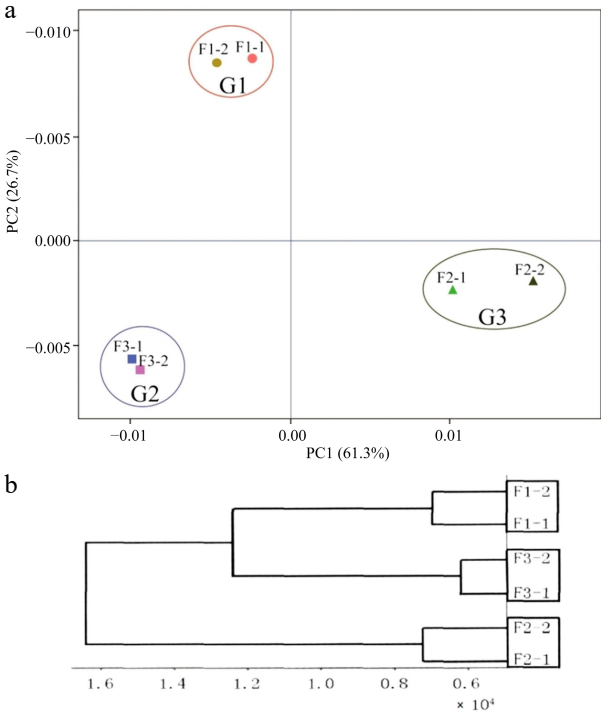 a
−0.010
−0.005
0.000
−0.005
PC2 (26.7%)
F1-2 F1-1
G1
F2-1 F2-2
G3
F3-1
F3-2
G2
−0.01 0.00 0.01
PC1 (61.3%)
b
F1-2
F1-1
F3-2
F3-1
F2-2
F2-1
1.6 1.4 1.2 1.0 0.8 0.6
× 10⁴